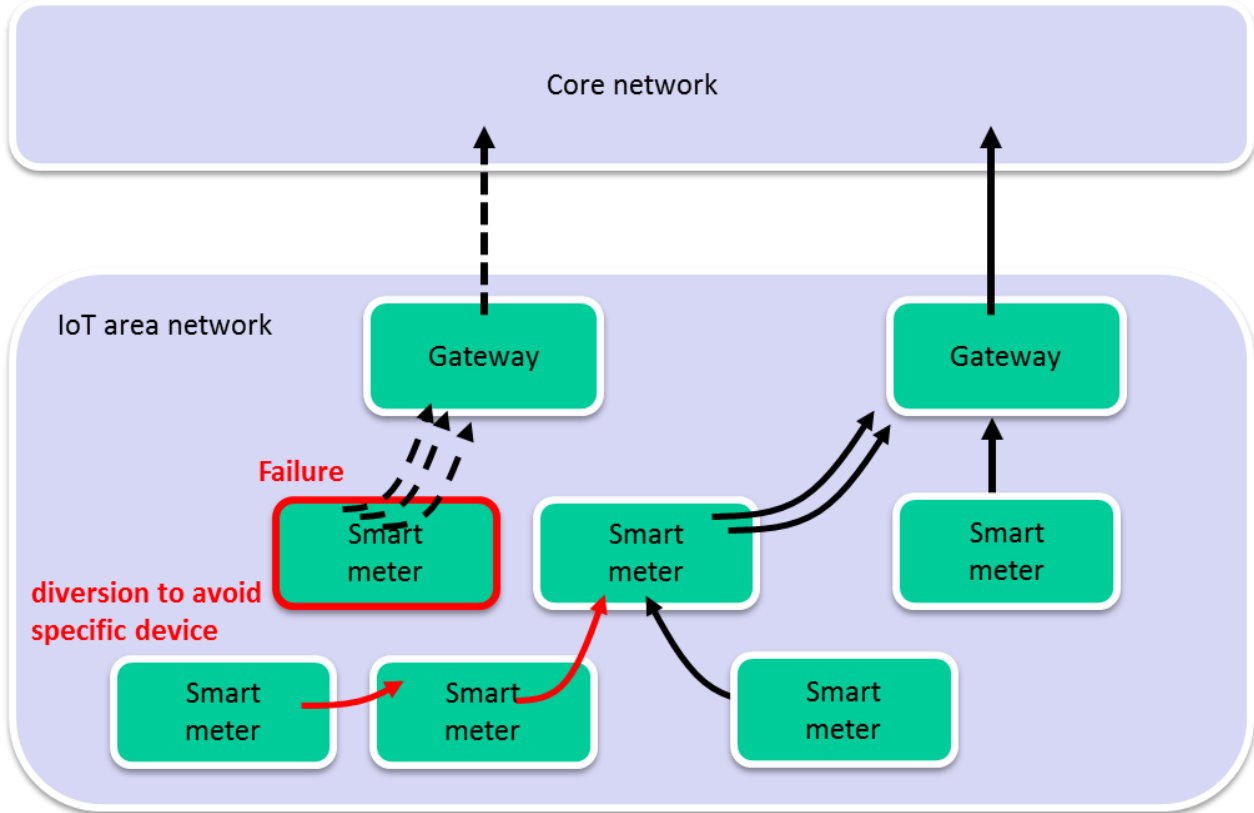 Core network
IoT area network
Gateway
Gateway
Failure
Smart
meter
Smart
meter
Smart
meter
diversion to avoid
specific device
Smart
meter
Smart
meter
Smart
meter